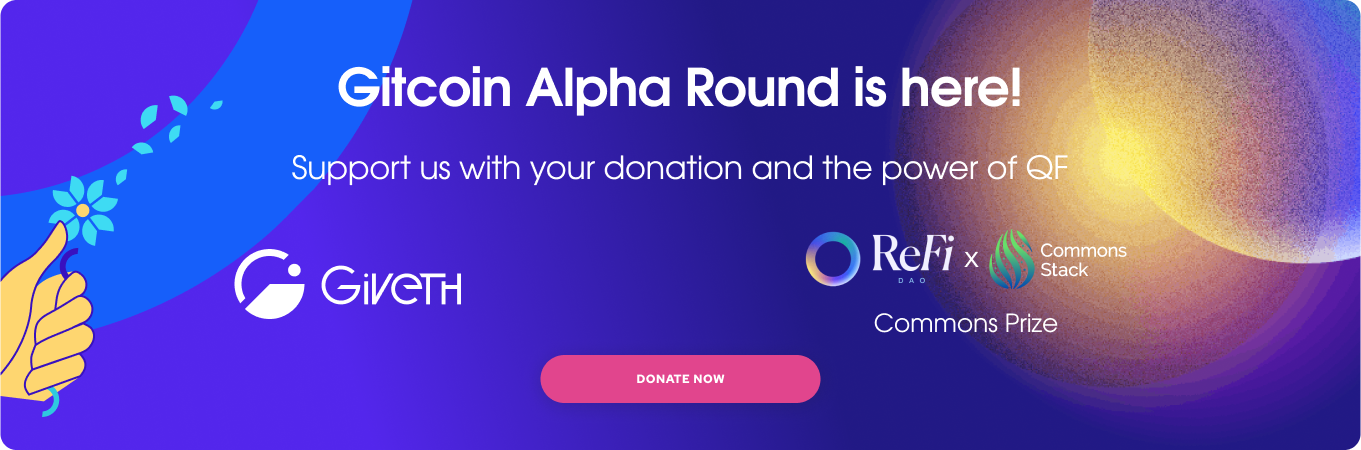 Gitcoin Alpha Round is here!
Support us with your donation and the power of QF
GIVETH
ReFi
DAO
x
Commons
Stack
Commons Prize
DONATE NOW